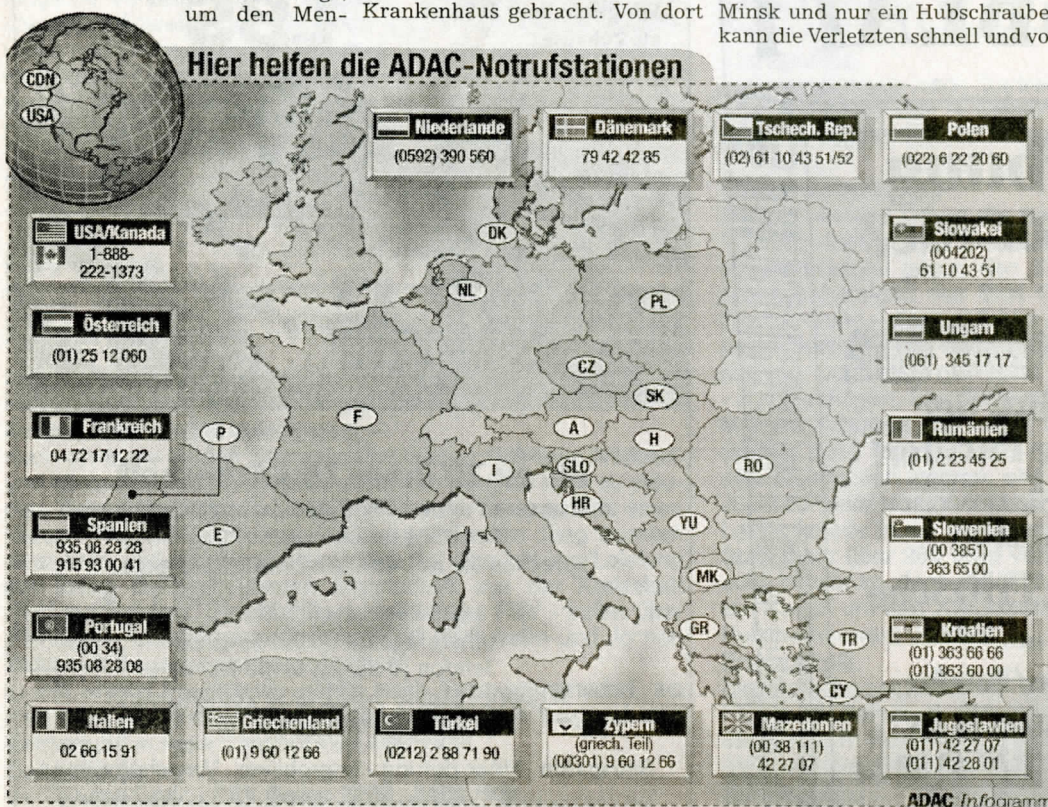 um den Men-
Krankenhaus gebracht. Von dort
Minsk und nur ein Hubschraube
kann die Verletzten schnell und vo
Hier helfen die ADAC-Notrufstationen
CDN
USA
Niederlande
(0592) 390 560
Dänemark
79 42 42 85
Tschech. Rep.
(02) 61 10 43 51/52
Polen
(022) 6 22 20 60
USA/Kanada
1-888-
222-1373
Slowakei
(004202)
61 10 43 51
Österreich
(01) 25 12 060
Ungarn
(061) 345 17 17
Frankreich
04 72 17 12 22
Rumänien
(01) 2 23 45 25
Spanien
935 08 28 28
915 93 00 41
Slowenien
(00 3851)
363 65 00
Portugal
(00 34)
935 08 28 08
Kroatien
(01) 363 66 66
(01) 363 60 00
Italien
02 66 15 91
Griechenland
(01) 9 60 12 66
Türkei
(0212) 2 88 71 90
Zypern
(griech. Teil)
(00301) 9 60 12 66
Mazedonien
(00 38 111)
42 27 07
Jugoslawien
(011) 42 27 07
(011) 42 28 01
DK
NL
PL
CZ
SK
F
A
H
P
I
SLO
RO
HR
E
YU
MK
GR
TR
CY
ADAC Infogramm